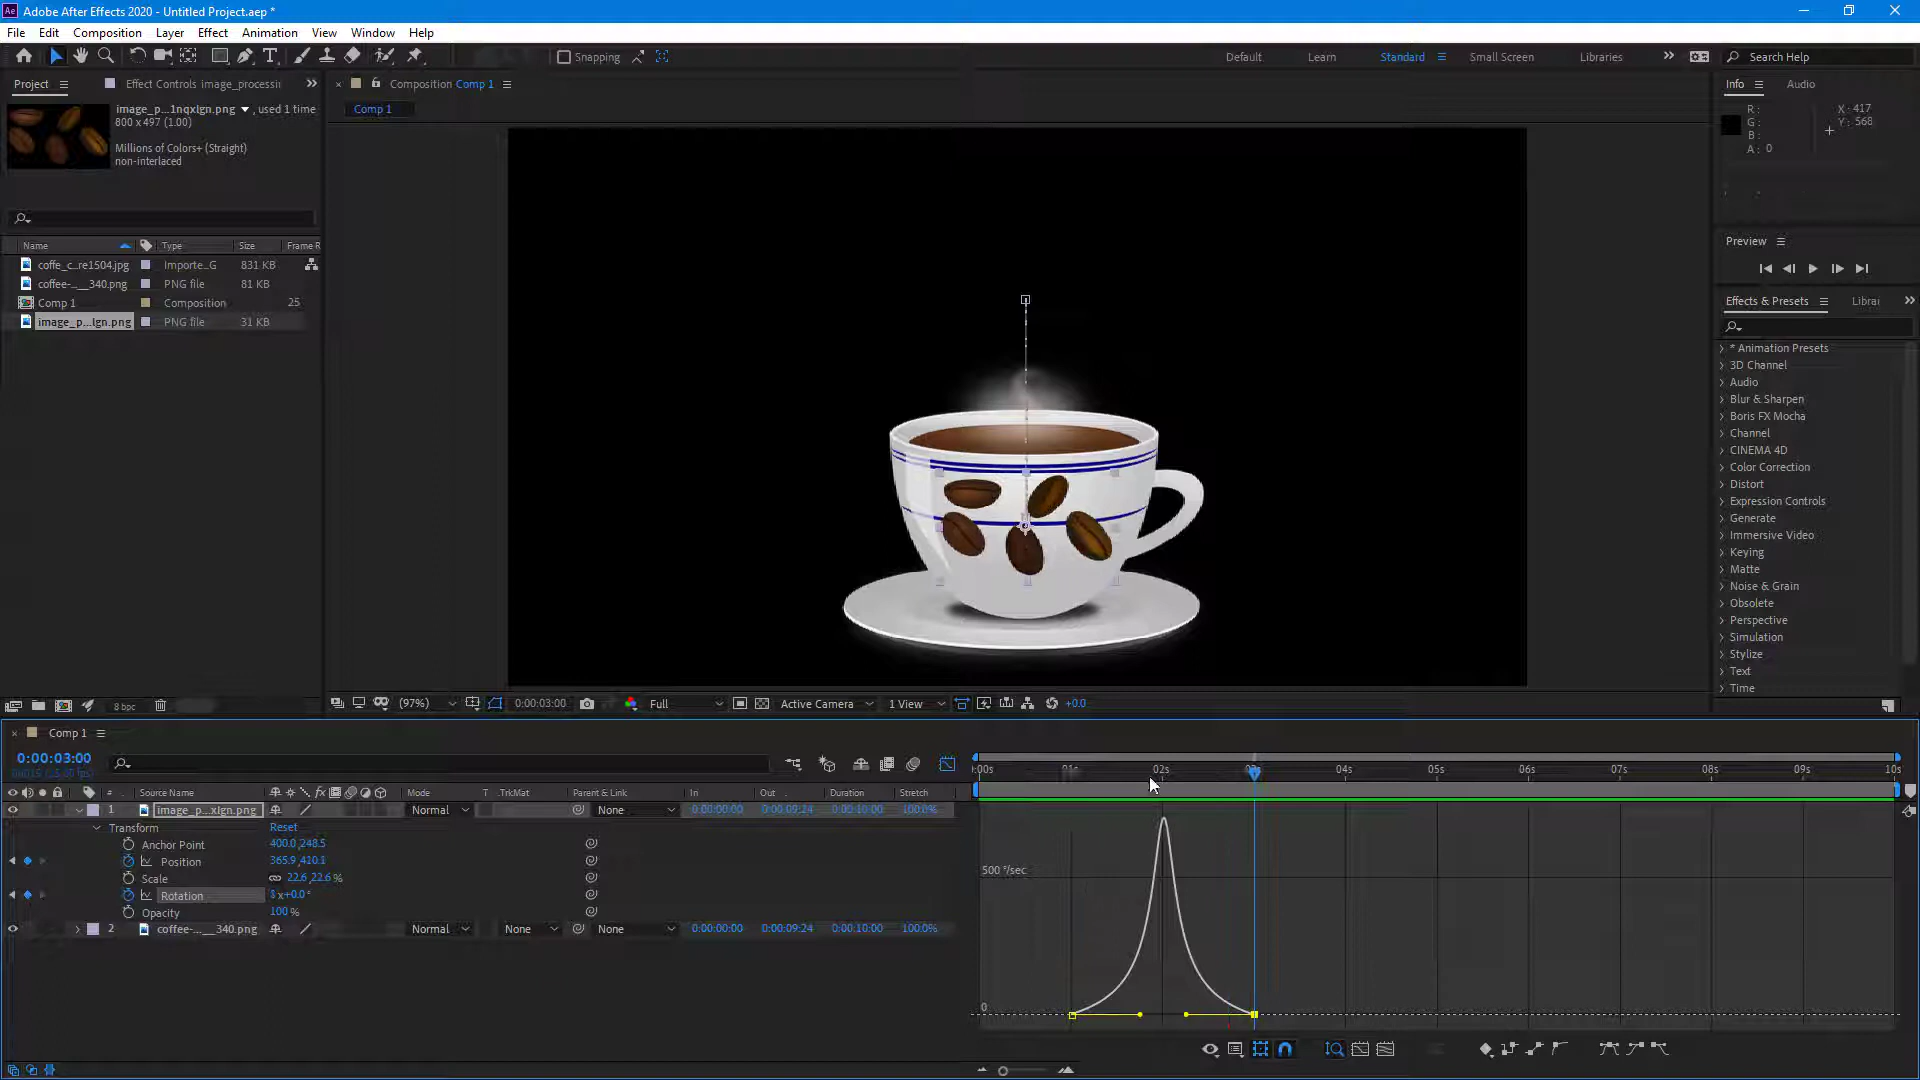 Adobe After Effects 2020 - Untitled Project.aep *
File Edit Composition Layer Effect Animation View Window Help
Snapping
Default Learn Standard Small Screen Libraries Search Help
Project Effect Controls image_processin
image_p...1nqxlgn.png , used 1 time
800 x 497 (1.00)
Millions of Colors+ (Straight)
non-interlaced
Name Type Size Frame R
coffe_c...re1504.jpg Importe...G 831 KB
coffee-...__340.png PNG file 81 KB
Comp 1 Composition 25
image_p...lgn.png PNG file 31 KB
8 bpc
Composition Comp 1
Comp 1
(97%) 0:00:03:00 Full Active Camera 1 View +0.0
Info Audio
R :
G :
B :
A : 0
X : 417
Y : 568
Preview
Effects & Presets Librar
* Animation Presets
3D Channel
Audio
Blur & Sharpen
Boris FX Mocha
Channel
CINEMA 4D
Color Correction
Distort
Expression Controls
Generate
Immersive Video
Keying
Matte
Noise & Grain
Obsolete
Perspective
Simulation
Stylize
Text
Time
Comp 1
0:00:03:00
# Source Name Mode T .TrkMat Parent & Link In Out Duration Stretch
1 image_p...xlgn.png Normal None 0:00:00:00 0:00:09:24 0:00:10:00 100.0%
Transform Reset
Anchor Point 400.0,248.5
Position 365.9,410.1
Scale 22.6,22.6 %
Rotation 1x+0.0°
Opacity 100 %
2 coffee-...__340.png Normal None None 0:00:00:00 0:00:09:24 0:00:10:00 100.0%
:00s 01s 02s 03s 04s 05s 06s 07s 08s 09s 10s
500 °/sec
0